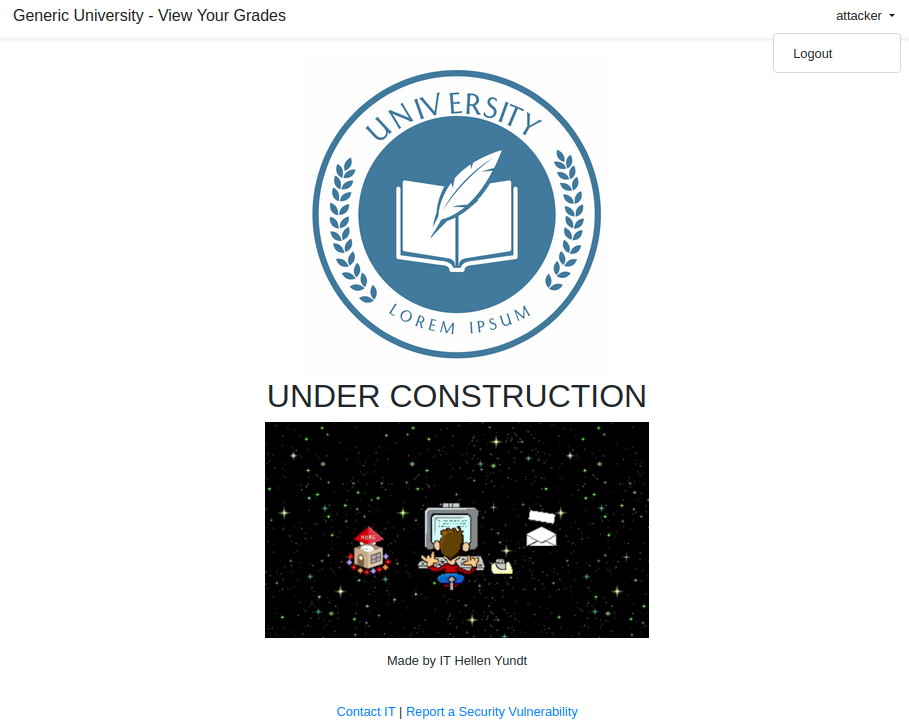 Generic University - View Your Grades
attacker
Logout
UNIVERSITY
LOREM IPSUM
UNDER CONSTRUCTION
HOME
Made by IT Hellen Yundt
Contact IT | Report a Security Vulnerability